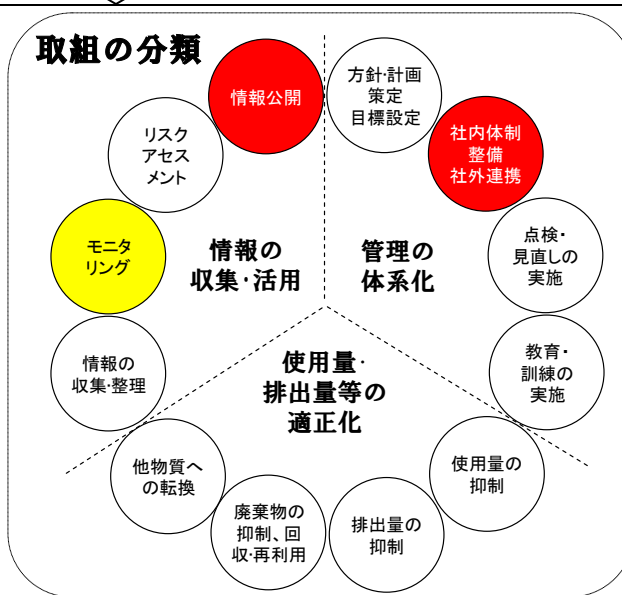 取組の分類
情報公開
方針・計画
策定
目標設定
リスク
アセス
メント
社内体制
整備
社外連携
モニタ
リング
情報の
収集・活用
管理の
体系化
点検・
見直しの
実施
情報の
収集・整理
使用量・
排出量等の
適正化
教育・
訓練の
実施
他物質へ
の転換
使用量の
抑制
廃棄物の
抑制、回
収・再利用
排出量の
抑制